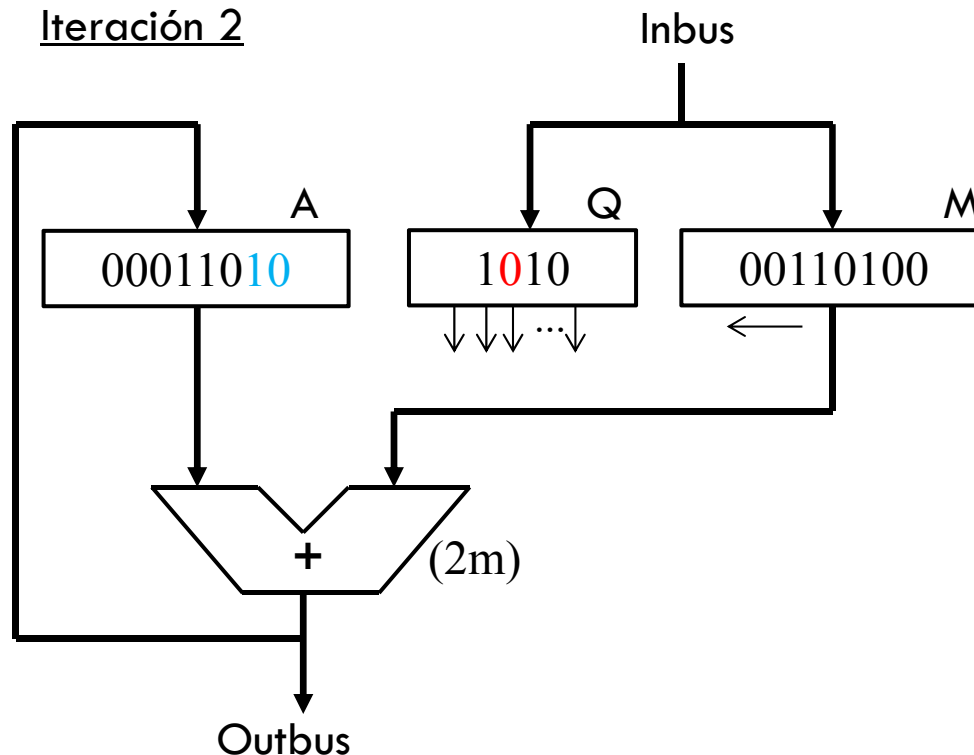 Iteración 2
Inbus
A
Q
M
00011010
1010
00110100
...
+
(2m)
Outbus